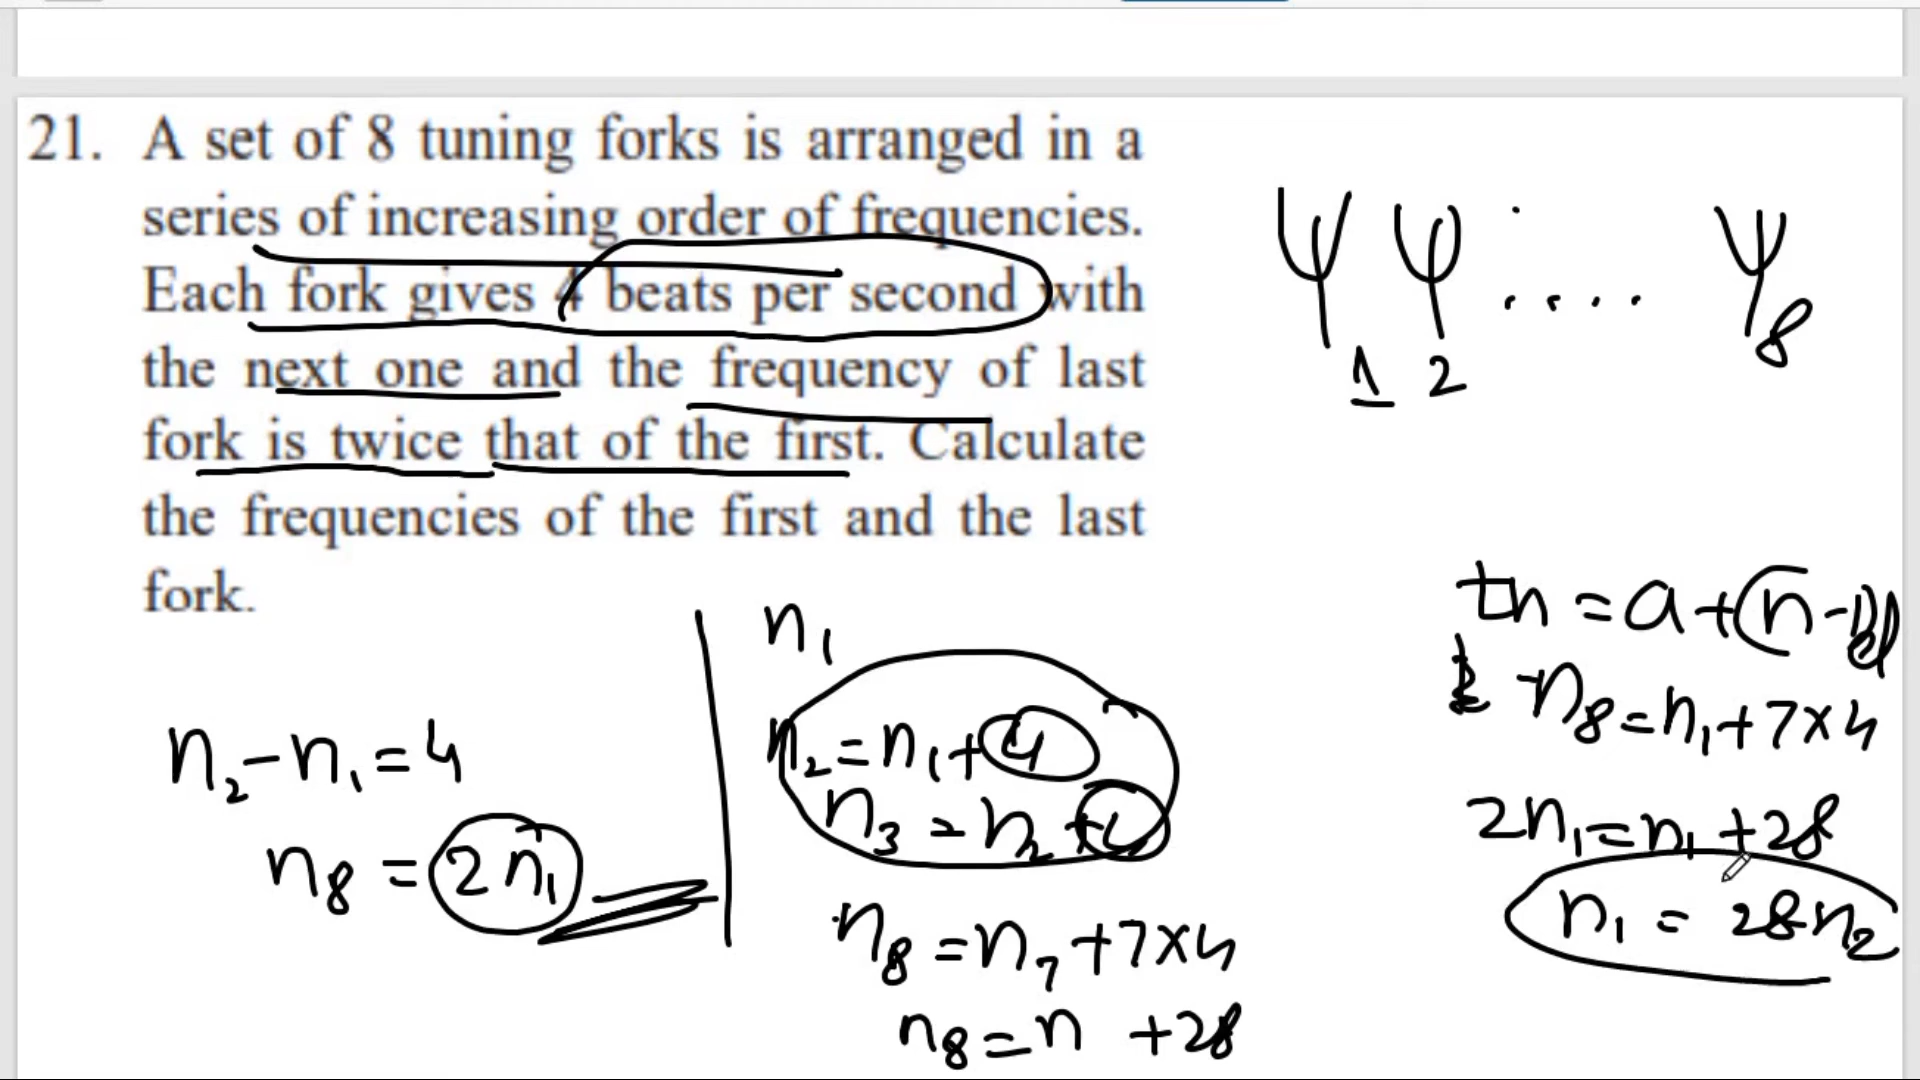 21. A set of 8 tuning forks is arranged in a
series of increasing order of frequencies.
Each fork gives 4 beats per second with
the next one and the frequency of last
fork is twice that of the first. Calculate
the frequencies of the first and the last
fork.
1 2 8
n₂-n₁=4
n₈ = 2n₁
n₁
n₂=n₁+4
n₃ = n₂+4
n₈=n₇+7×4
n₈=n +28
tn = a+(n-1)d
n₈=n₁+7×4
2n₁=n₁+28
n₁ = 28